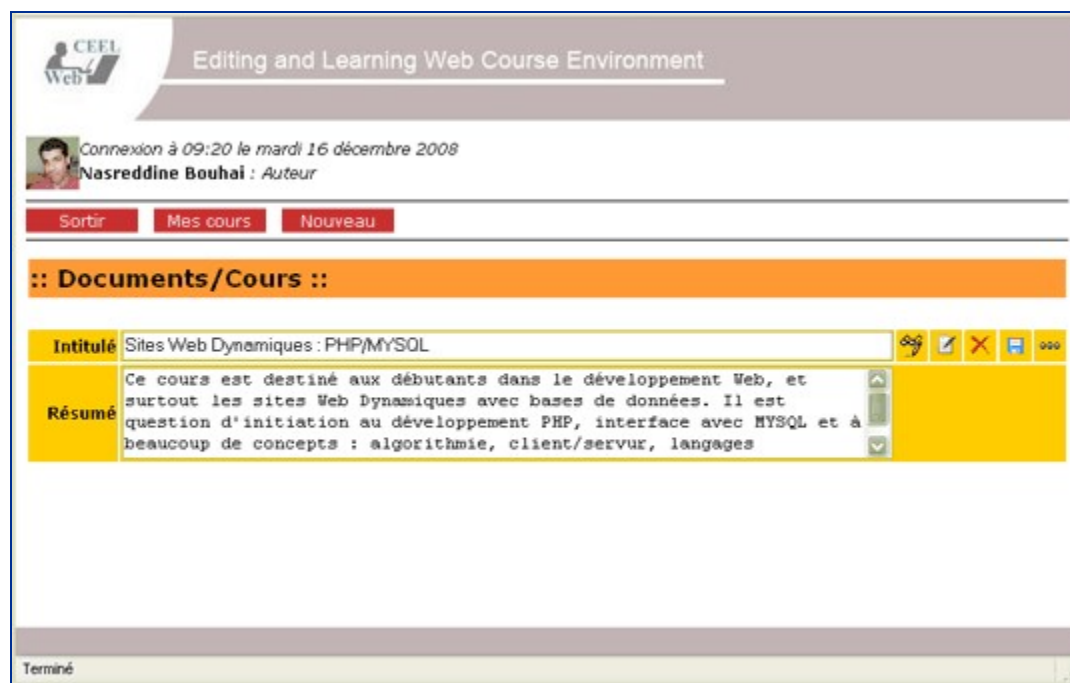 CEEL
Web
Editing and Learning Web Course Environment
Connexion à 09:20 le mardi 16 décembre 2008
Nasreddine Bouhai : Auteur
Sortir Mes cours Nouveau
:: Documents/Cours ::
Intitulé Sites Web Dynamiques : PHP/MYSQL
Résumé
Ce cours est destiné aux débutants dans le développement Web, et
surtout les sites Web Dynamiques avec bases de données. Il est
question d'initiation au développement PHP, interface avec MYSQL et à
beaucoup de concepts : algorithmie, client/servur, langages
Terminé